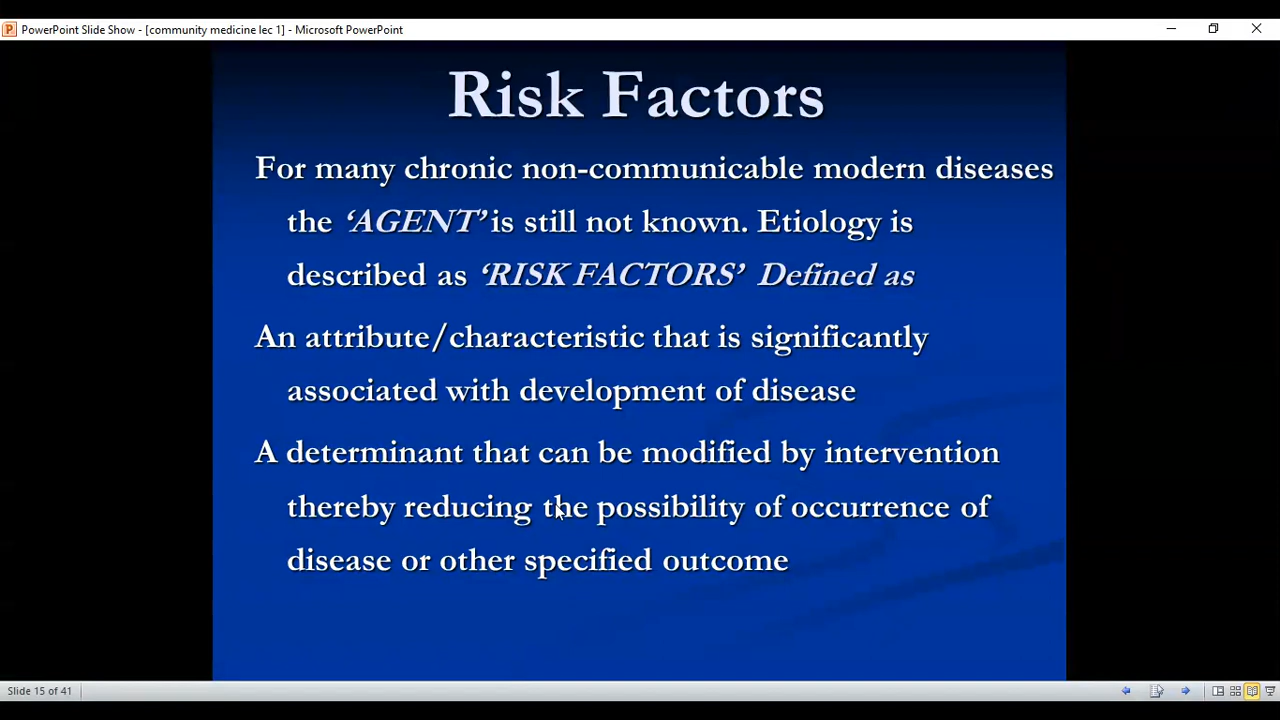 PowerPoint Slide Show - [community medicine lec 1] - Microsoft PowerPoint
Risk Factors
For many chronic non-communicable modern diseases
the ‘AGENT’ is still not known. Etiology is
described as ‘RISK FACTORS’ Defined as
An attribute/characteristic that is significantly
associated with development of disease
A determinant that can be modified by intervention
thereby reducing the possibility of occurrence of
disease or other specified outcome
Slide 15 of 41